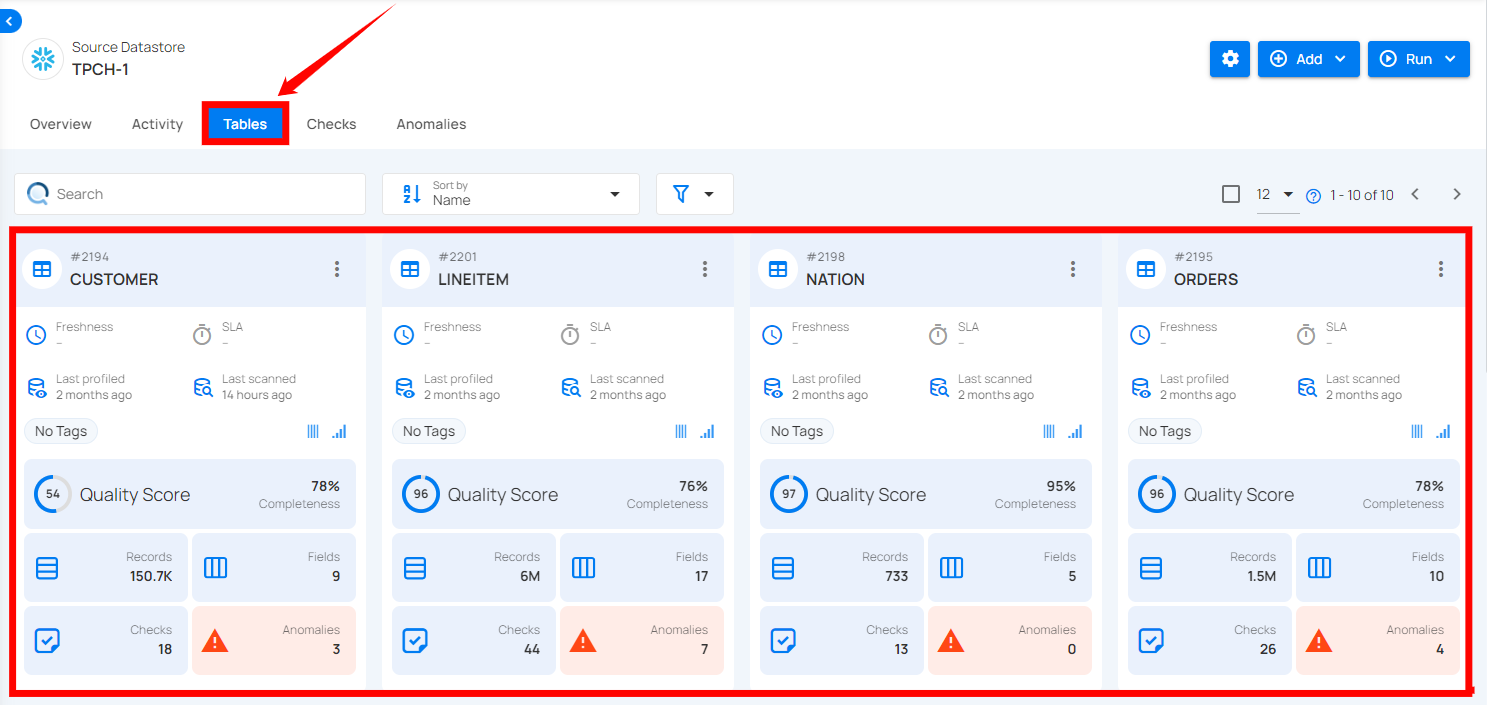 Source Datastore
TPCH-1
Add
Run
Overview
Activity
Tables
Checks
Anomalies
Search
Sort by
Name
12
1 - 10 of 10
#2194
CUSTOMER
Freshness
–
SLA
–
Last profiled
2 months ago
Last scanned
14 hours ago
No Tags
54
Quality Score
78%
Completeness
Records
150.7K
Fields
9
Checks
18
Anomalies
3
#2201
LINEITEM
Freshness
–
SLA
–
Last profiled
2 months ago
Last scanned
2 months ago
No Tags
96
Quality Score
76%
Completeness
Records
6M
Fields
17
Checks
44
Anomalies
7
#2198
NATION
Freshness
–
SLA
–
Last profiled
2 months ago
Last scanned
2 months ago
No Tags
97
Quality Score
95%
Completeness
Records
733
Fields
5
Checks
13
Anomalies
0
#2195
ORDERS
Freshness
–
SLA
–
Last profiled
2 months ago
Last scanned
2 months ago
No Tags
96
Quality Score
78%
Completeness
Records
1.5M
Fields
10
Checks
26
Anomalies
4